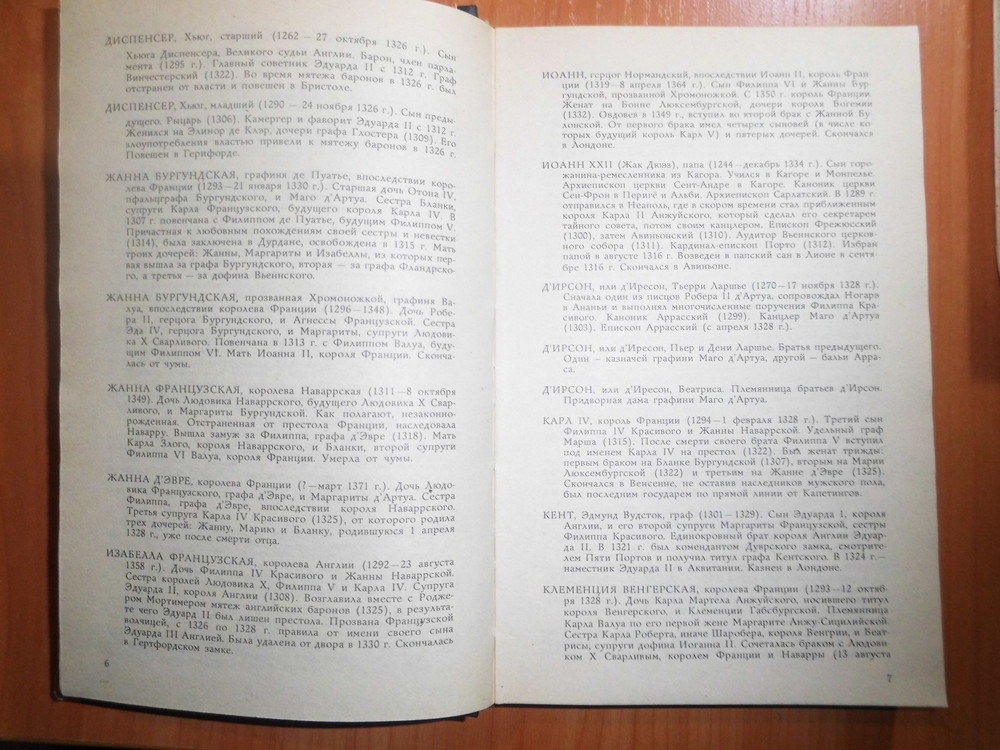 ДИСПЕНСЕР, Хьюг, старший (1262 — 27 октября 1326 г.). Сын
Хьюга Диспенсера, Великого судьи Англии. Барон, член парла-
мента (1295 г.). Главный советник Эдуарда II с 1312 г. Граф
Винчестерский (1322). Во время мятежа баронов в 1326 г. был
отстранен от власти и повешен в Бристоле.
ДИСПЕНСЕР, Хьюг, младший (1290 — 24 ноября 1326 г.). Сын преды-
дущего. Рыцарь (1306). Камергер и фаворит Эдуарда II с 1312 г.
Женился на Элинор де Клэр, дочери графа Глостера (1309). Его
злоупотребления властью привели к мятежу баронов в 1326 г.
Повешен в Герифорде.
ЖАННА БУРГУНДСКАЯ, графиня де Пуатье, впоследствии коро-
лева Франции (1293—21 января 1330 г.). Старшая дочь Отона IV,
пфальцграфа Бургундского, и Маго д'Артуа. Сестра Бланки,
супруги Карла Французского, будущего короля Карла IV. В
1307 г. повенчана с Филиппом де Пуатье, будущим Филиппом V.
Причастная к любовным похождениям своей сестры и невестки
(1314), была заключена в Дурдане, освобождена в 1315 г. Мать
троих дочерей: Жанны, Маргариты и Изабеллы, из которых пер-
вая вышла за графа Бургундского, вторая — за графа Фландрско-
го, а третья — за дофина Вьеннского.
ЖАННА БУРГУНДСКАЯ, прозванная Хромоножкой, графиня Ва-
луа, впоследствии королева Франции (1296—1348). Дочь Робе-
ра II, герцога Бургундского, и Агнессы Французской. Сестра
Эда IV, герцога Бургундского, и Маргариты, супруги Людови-
ка X Сварливого. Повенчана в 1313 г. с Филиппом Валуа, буду-
щим Филиппом VI. Мать Иоанна II, короля Франции. Сконча-
лась от чумы.
ЖАННА ФРАНЦУЗСКАЯ, королева Наваррская (1311—8 октября
1349). Дочь Людовика Наваррского, будущего Людовика X Свар-
ливого, и Маргариты Бургундской. Как полагают, незаконно-
рожденная. Отстраненная от престола Франции, наследовала
Наварру. Вышла замуж за Филиппа, графа д'Эвре (1318). Мать
Карла Злого, короля Наваррского, и Бланки, второй супруги
Филиппа VI Валуа, короля Франции. Умерла от чумы.
ЖАННА Д'ЭВРЕ, королева Франции (?—март 1371 г.). Дочь Людо-
вика Французского, графа д'Эвре, и Маргариты д'Артуа. Сестра
Филиппа, графа д'Эвре, впоследствии короля Наваррского.
Третья супруга Карла IV Красивого (1325), от которого родила
трех дочерей: Жанну, Марию и Бланку, родившуюся 1 апреля
1328 г., уже после смерти отца.
ИЗАБЕЛЛА ФРАНЦУЗСКАЯ, королева Англии (1292—23 августа
1358 г.). Дочь Филиппа IV Красивого и Жанны Наваррской.
Сестра королей Людовика X, Филиппа V и Карла IV. Супруга
Эдуарда II, короля Англии (1308). Возглавила вместе с Родже-
ром Мортимером мятеж английских баронов (1325), в результа-
те чего Эдуард II был лишен престола. Прозвана Французской
волчицей, с 1326 по 1328 г. правила от имени своего сына
Эдуарда III Англией. Была удалена от двора в 1330 г. Скончалась
в Гертфордском замке.
6
ИОАНН, герцог Нормандский, впоследствии Иоанн II, король Фран-
ции (1319—8 апреля 1364 г.). Сын Филиппа VI и Жанны Бур-
гундской, прозванной Хромоножкой. С 1350 г. король Франции.
Женат на Бонне Люксембургской, дочери короля Богемии
(1332). Овдовев в 1349 г., вступил во второй брак с Жанной Бу-
лонской. От первого брака имел четырех сыновей (в числе ко-
торых будущий король Карл V) и пятерых дочерей. Скончался
в Лондоне.
ИОАНН XXII (Жак Дюэз), папа (1244—декабрь 1334 г.). Сын горо-
жанина-ремесленника из Кагора. Учился в Кагоре и Монпелье.
Архиепископ церкви Сент-Андре в Кагоре. Каноник церкви
Сен-Фрон в Перигё и Альби. Архиепископ Сарлатский. В 1289 г.
отправился в Неаполь, где в скором времени стал приближенным
короля Карла II Анжуйского, который сделал его секретарем
тайного совета, потом своим канцлером. Епископ Фрежюсский
(1300), затем Авиньонский (1310). Аудитор Вьеннского церков-
ного собора (1311). Кардинал-епископ Порто (1312). Избран
папой в августе 1316 г. Возведен в папский сан в Лионе в сентя-
бре 1316 г. Скончался в Авиньоне.
Д'ИРСОН, или д'Иресон, Тьерри Ларшье (1270—17 ноября 1328 г.).
Сначала один из писцов Робера II д'Артуа, сопровождал Ногарэ
в Ананьи и выполнял многочисленные поручения Филиппа Кра-
сивого. Каноник Аррасский (1299). Канцлер Маго д'Артуа
(1303). Епископ Аррасский (с апреля 1328 г.).
Д'ИРСОН, или д'Иресон, Пьер и Дени Ларшье. Братья предыдущего.
Один — казначей графини Маго д'Артуа, другой — бальи Арра-
са.
Д'ИРСОН, или д'Иресон, Беатриса. Племянница братьев д'Ирсон.
Придворная дама графини Маго д'Артуа.
КАРЛ IV, король Франции (1294—1 февраля 1328 г.). Третий сын
Филиппа IV Красивого и Жанны Наваррской. Удельный граф
Марша (1315). После смерти своего брата Филиппа V вступил
под именем Карла IV на престол (1322). Был женат трижды:
первым браком на Бланке Бургундской (1307), вторым на Марии
Люксембургской (1322) и третьим на Жанне д'Эвре (1325).
Скончался в Венсенне, не оставив наследников мужского пола,
был последним государем по прямой линии от Капетингов.
КЕНТ, Эдмунд Вудсток, граф (1301—1329). Сын Эдуарда I, короля
Англии, и его второй супруги Маргариты Французской, сестры
Филиппа Красивого. Единокровный брат короля Англии Эдуар-
да II. В 1321 г. был комендантом Дуврского замка, смотрите-
лем Пяти Портов и получил титул графа Кентского. В 1324 г.—
наместник Эдуарда II в Аквитании. Казнен в Лондоне.
КЛЕМЕНЦИЯ ВЕНГЕРСКАЯ, королева Франции (1293—12 октяб-
ря 1328 г.). Дочь Карла Мартела Анжуйского, носившего титул
короля Венгерского, и Клеменции Габсбургской. Племянница
Карла Валуа по его первой жене Маргарите Анжу-Сицилийской
Сестра Карла Роберта, иначе Шаробера, короля Венгрии, и Беат-
рисы, супруги дофина Иоганна II. Сочеталась браком с Людови-
ком X Сварливым, королем Франции и Наварры (13 августа
7